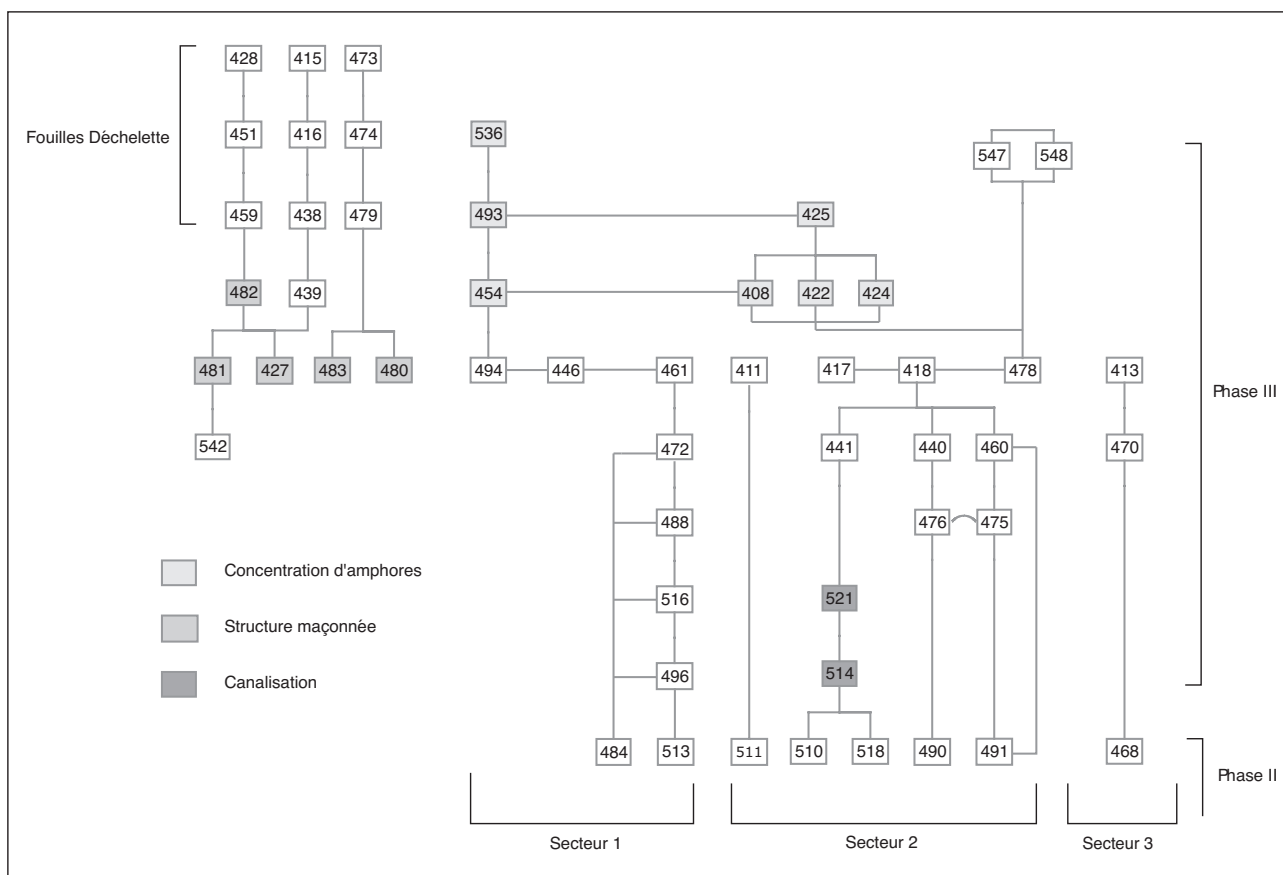 428 415 473
Fouilles Déchelette
451 416 474 536
547 548
459 438 479 493 425
482 439 454 408 422 424
481 427 483 480 494 446 461 411 417 418 478 413
Phase III
542 472 441 440 460 470
488 476 475
Concentration d'amphores
516 521
Structure maçonnée
496 514
Canalisation
484 513 511 510 518 490 491 468
Phase II
Secteur 1 Secteur 2 Secteur 3